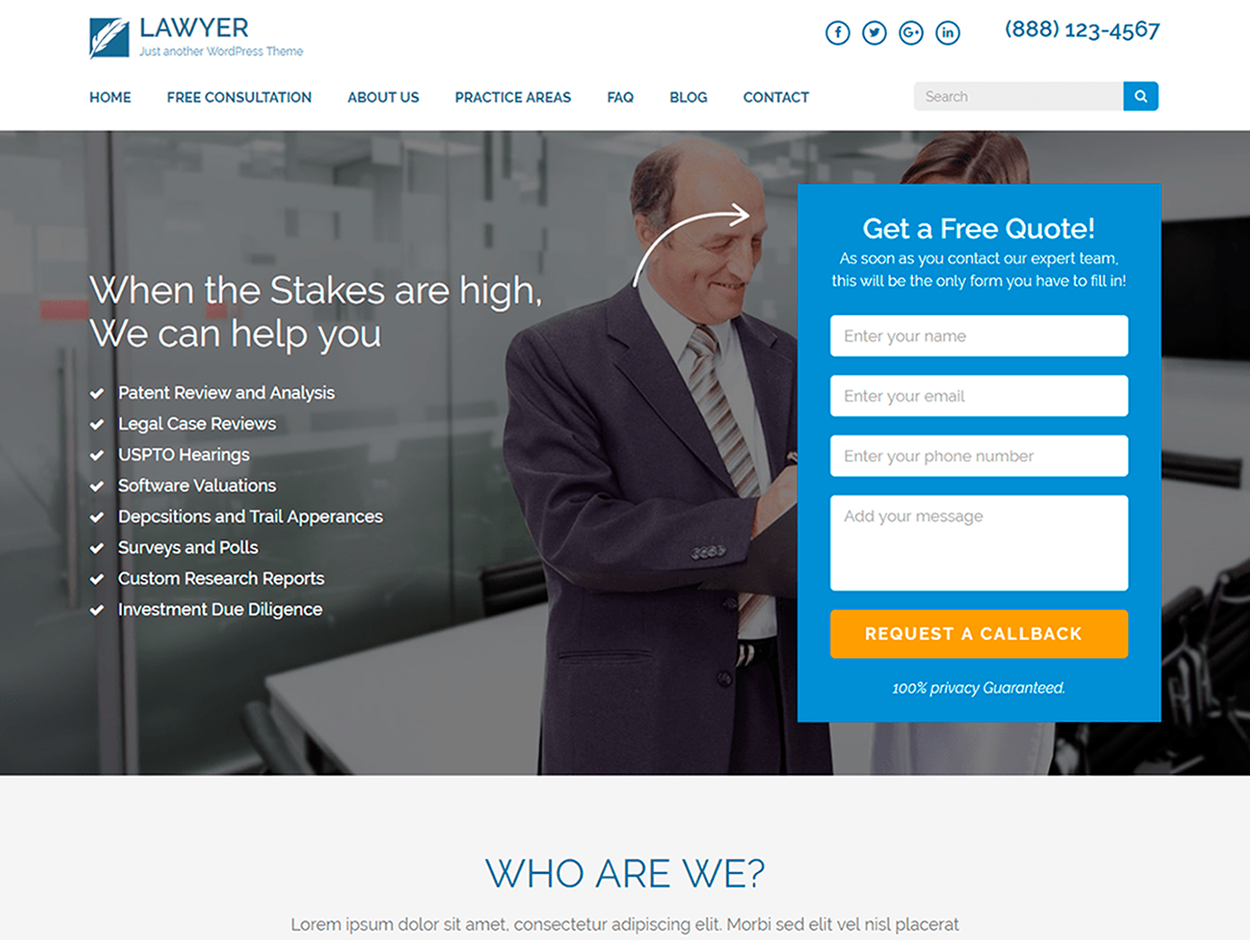 LAWYER
Just another WordPress Theme
(888) 123-4567
HOME FREE CONSULTATION ABOUT US PRACTICE AREAS FAQ BLOG CONTACT
Search
When the Stakes are high,
We can help you
Patent Review and Analysis
Legal Case Reviews
USPTO Hearings
Software Valuations
Depcsitions and Trail Apperances
Surveys and Polls
Custom Research Reports
Investment Due Diligence
Get a Free Quote!
As soon as you contact our expert team,
this will be the only form you have to fill in!
Enter your name
Enter your email
Enter your phone number
Add your message
REQUEST A CALLBACK
100% privacy Guaranteed.
WHO ARE WE?
Lorem ipsum dolor sit amet, consectetur adipiscing elit. Morbi sed elit vel nisl placerat